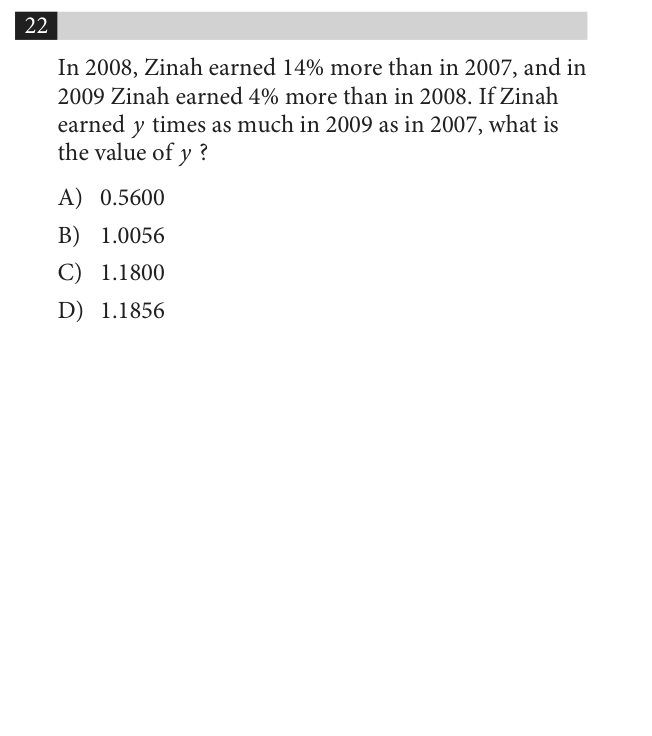 22
In 2008, Zinah earned 14% more than in 2007, and in
2009 Zinah earned 4% more than in 2008. If Zinah
earned y times as much in 2009 as in 2007, what is
the value of y ?
A) 0.5600
B) 1.0056
C) 1.1800
D) 1.1856